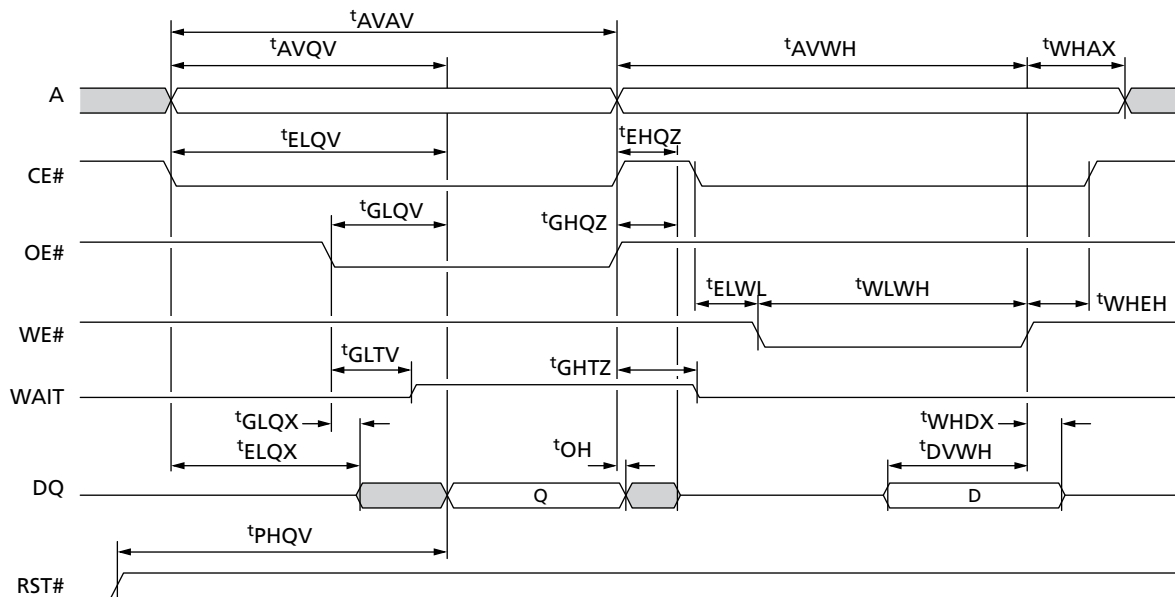 tAVAV
tAVQV
tAVWH
tWHAX
A
tELQV
tEHQZ
CE#
tGLQV
tGHQZ
OE#
tELWL
tWLWH
tWHEH
WE#
tGLTV
tGHTZ
WAIT
tGLQX
tWHDX
tELQX
tOH
tDVWH
DQ
Q
D
tPHQV
RST#